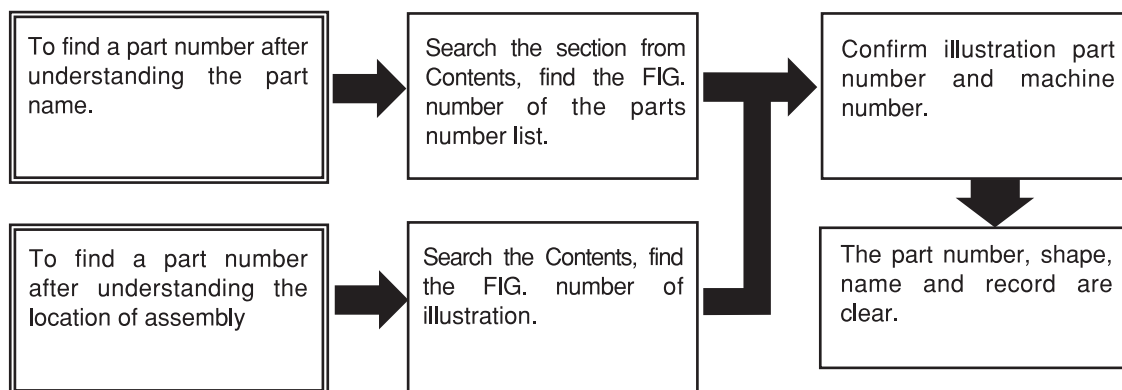 To find a part number after
understanding the part
name.
Search the section from
Contents, find the FIG.
number of the parts
number list.
Confirm illustration part
number and machine
number.
To find a part number
after understanding the
location of assembly
Search the Contents, find
the FIG. number of
illustration.
The part number, shape,
name and record are
clear.